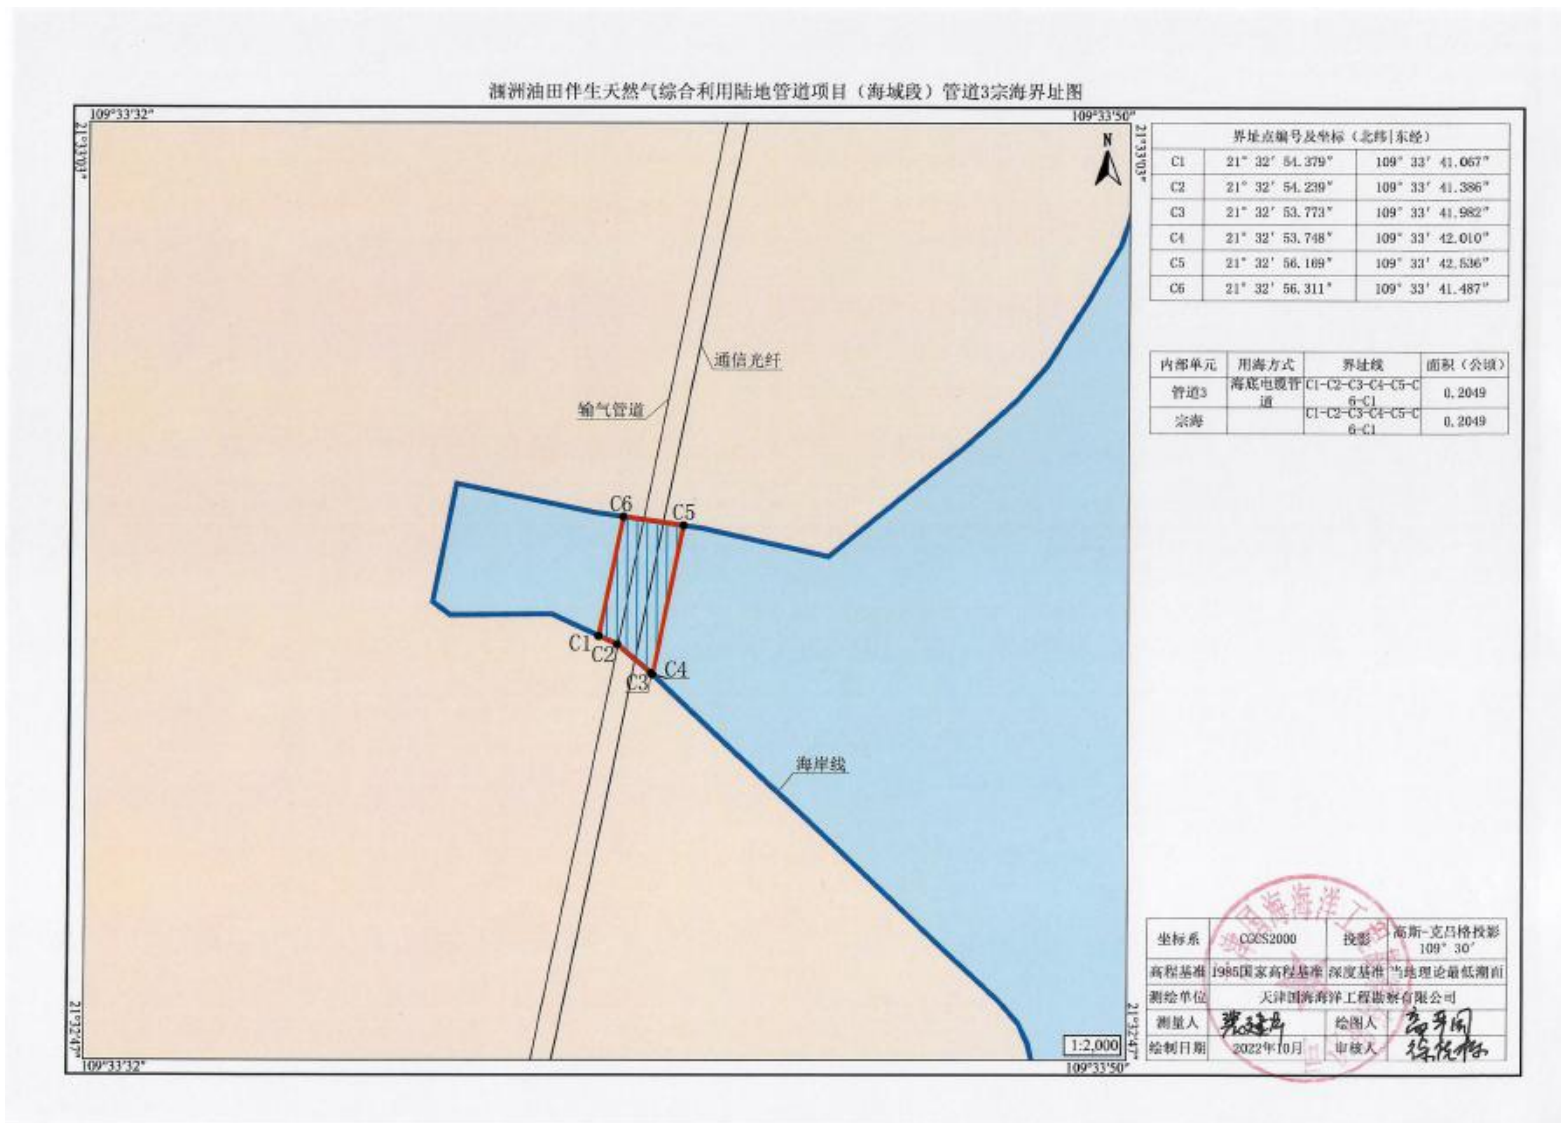 涠洲油田伴生天然气综合利用陆地管道项目（海域段）管道3宗海界址图
109°33′32″
109°33′50″
21°33′03″
21°33′03″
N
通信光纤
输气管道
C6
C5
C1
C2
C3
C4
海岸线
1:2,000
21°32′47″
21°32′47″
109°33′32″
109°33′50″
界址点编号及坐标（北纬|东经）
C1 21° 32′ 54.379″ 109° 33′ 41.067″
C2 21° 32′ 54.239″ 109° 33′ 41.386″
C3 21° 32′ 53.773″ 109° 33′ 41.982″
C4 21° 32′ 53.748″ 109° 33′ 42.010″
C5 21° 32′ 56.169″ 109° 33′ 42.536″
C6 21° 32′ 56.311″ 109° 33′ 41.487″
内部单元 用海方式 界址线 面积（公顷）
管道3 海底电缆管道 C1-C2-C3-C4-C5-C6-C1 0.2049
宗海 C1-C2-C3-C4-C5-C6-C1 0.2049
坐标系 CGCS2000 投影 高斯-克吕格投影 109° 30′
高程基准 1985国家高程基准 深度基准 当地理论最低潮面
测绘单位 天津国海海洋工程勘察有限公司
测量人 绘图人
绘制日期 2022年10月 审核人